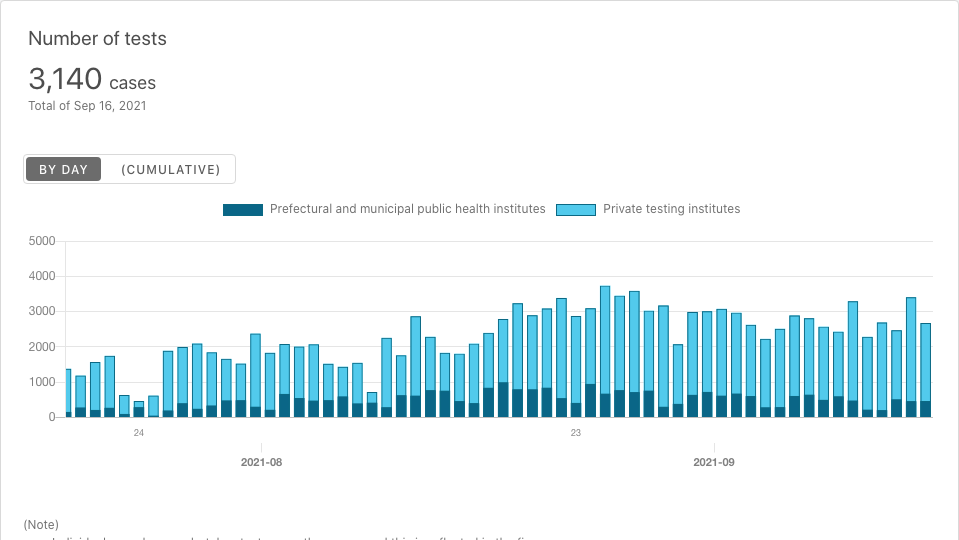 Number of tests
3,140 cases
Total of Sep 16, 2021
BY DAY (CUMULATIVE)
Prefectural and municipal public health institutes Private testing institutes
5000
4000
3000
2000
1000
0
24 23
2021-08 2021-09
(Note)